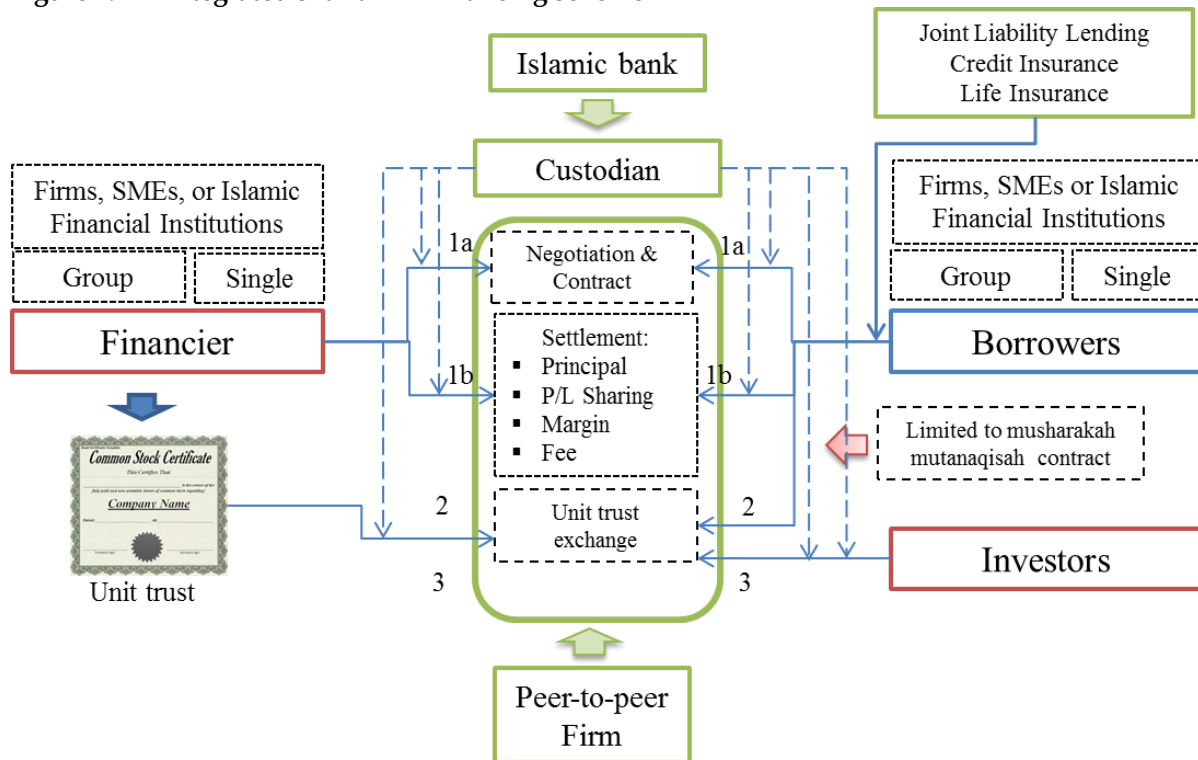 Islamic bank
Joint Liability Lending
Credit Insurance
Life Insurance
Custodian
Firms, SMEs, or Islamic
Financial Institutions
Group
Single
Financier
1a
1b
Negotiation &
Contract
Settlement:
▪ Principal
▪ P/L Sharing
▪ Margin
▪ Fee
Unit trust
exchange
1a
1b
Firms, SMEs or Islamic
Financial Institutions
Group
Single
Borrowers
Limited to musharakah
mutanaqisah contract
Common Stock Certificate
This Certifies That
Company Name
Unit trust
2
3
2
3
Investors
Peer-to-peer
Firm